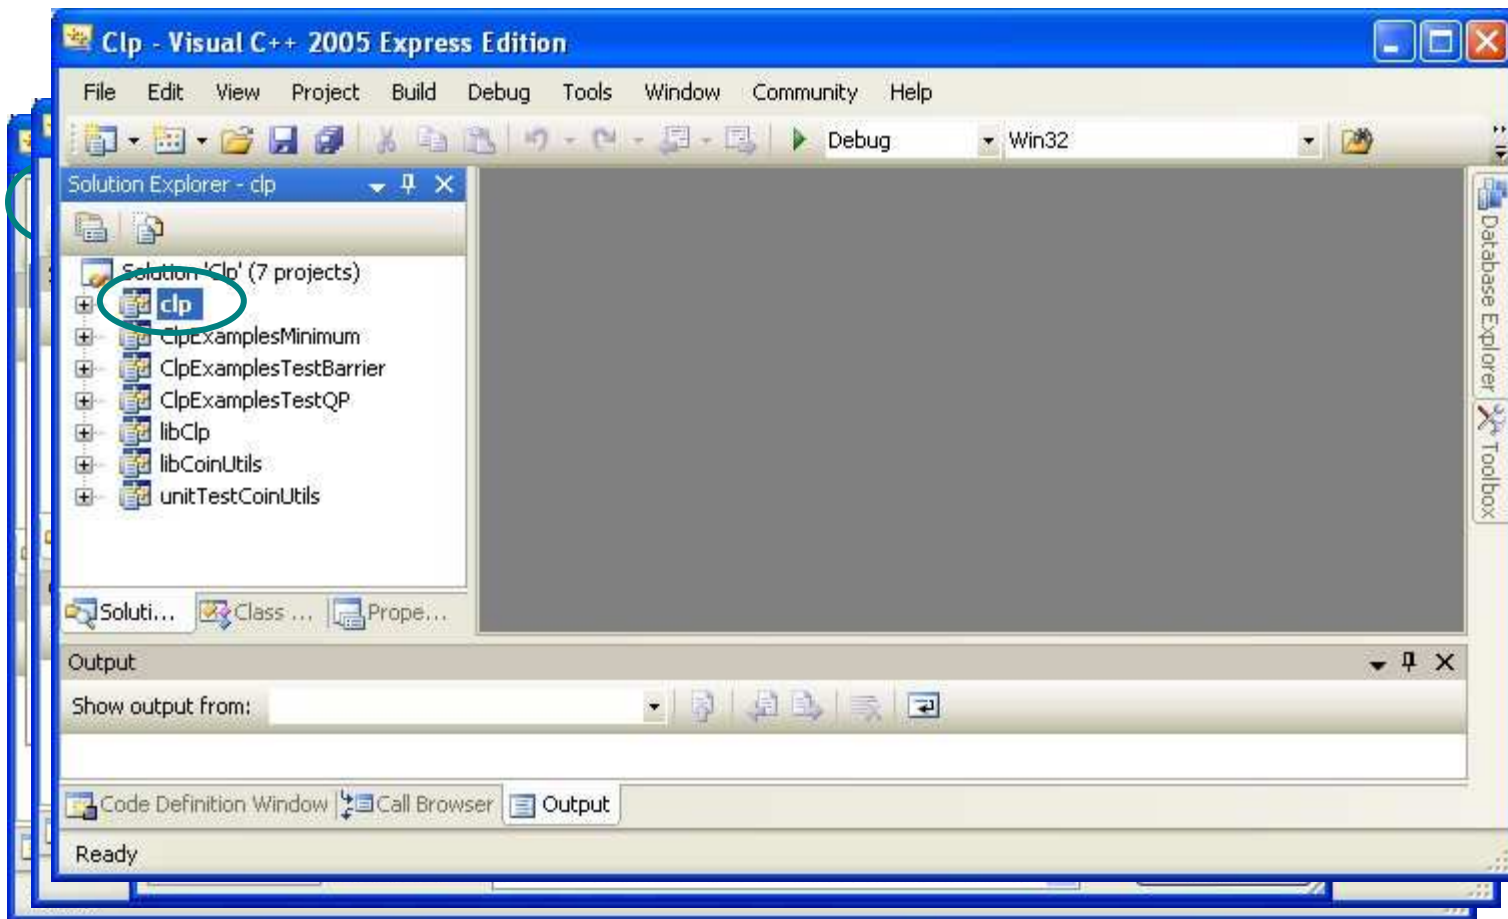 Clp - Visual C++ 2005 Express Edition
File Edit View Project Build Debug Tools Window Community Help
Debug Win32
Solution Explorer - clp
Solution 'Clp' (7 projects)
clp
ClpExamplesMinimum
ClpExamplesTestBarrier
ClpExamplesTestQP
libClp
libCoinUtils
unitTestCoinUtils
Soluti... Class ... Prope...
Database Explorer
Toolbox
Output
Show output from:
Code Definition Window Call Browser Output
Ready